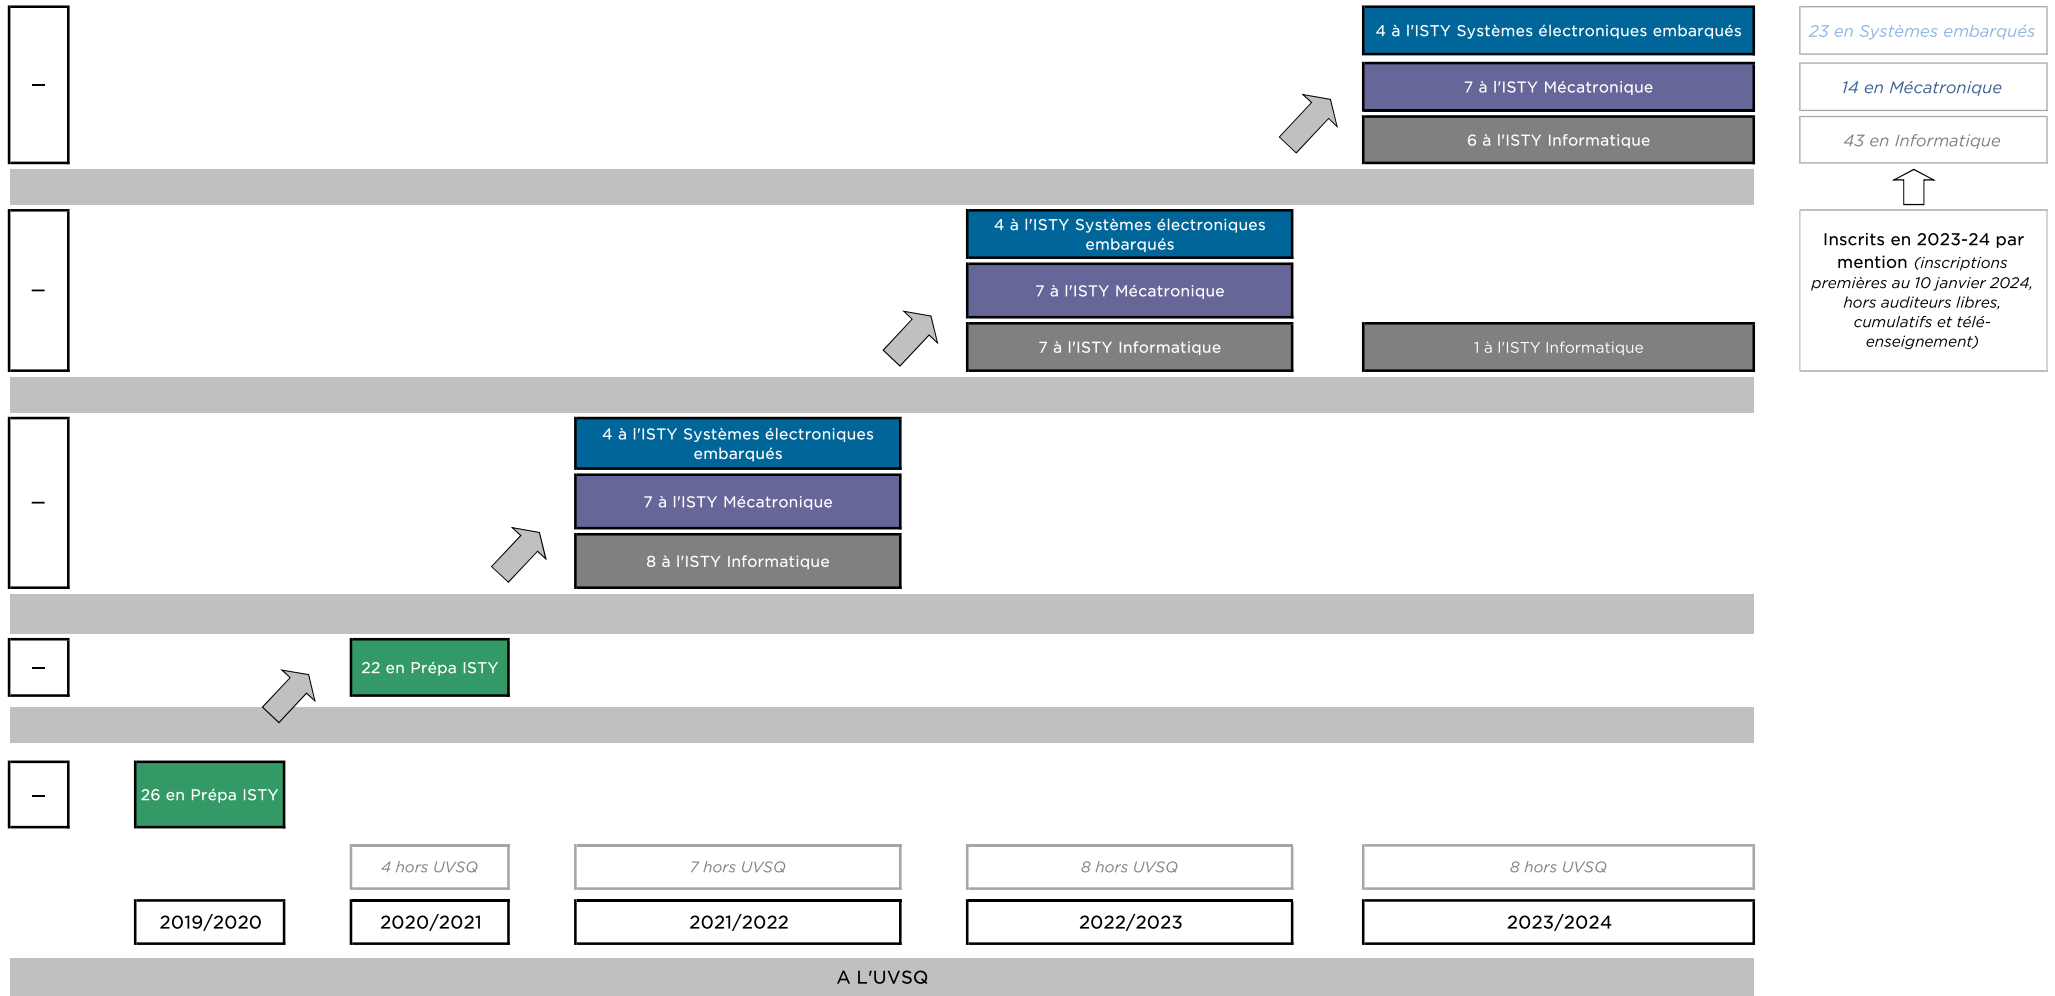 4 à l'ISTY Systèmes électroniques embarqués
23 en Systèmes embarqués
–
7 à l'ISTY Mécatronique
14 en Mécatronique
6 à l'ISTY Informatique
43 en Informatique
4 à l'ISTY Systèmes électroniques
embarqués
–
7 à l'ISTY Mécatronique
7 à l'ISTY Informatique
1 à l'ISTY Informatique
Inscrits en 2023-24 par
mention (inscriptions
premières au 10 janvier 2024,
hors auditeurs libres,
cumulatifs et télé-
enseignement)
4 à l'ISTY Systèmes électroniques
embarqués
–
7 à l'ISTY Mécatronique
8 à l'ISTY Informatique
–
22 en Prépa ISTY
–
26 en Prépa ISTY
4 hors UVSQ
7 hors UVSQ
8 hors UVSQ
8 hors UVSQ
2019/2020
2020/2021
2021/2022
2022/2023
2023/2024
A L'UVSQ